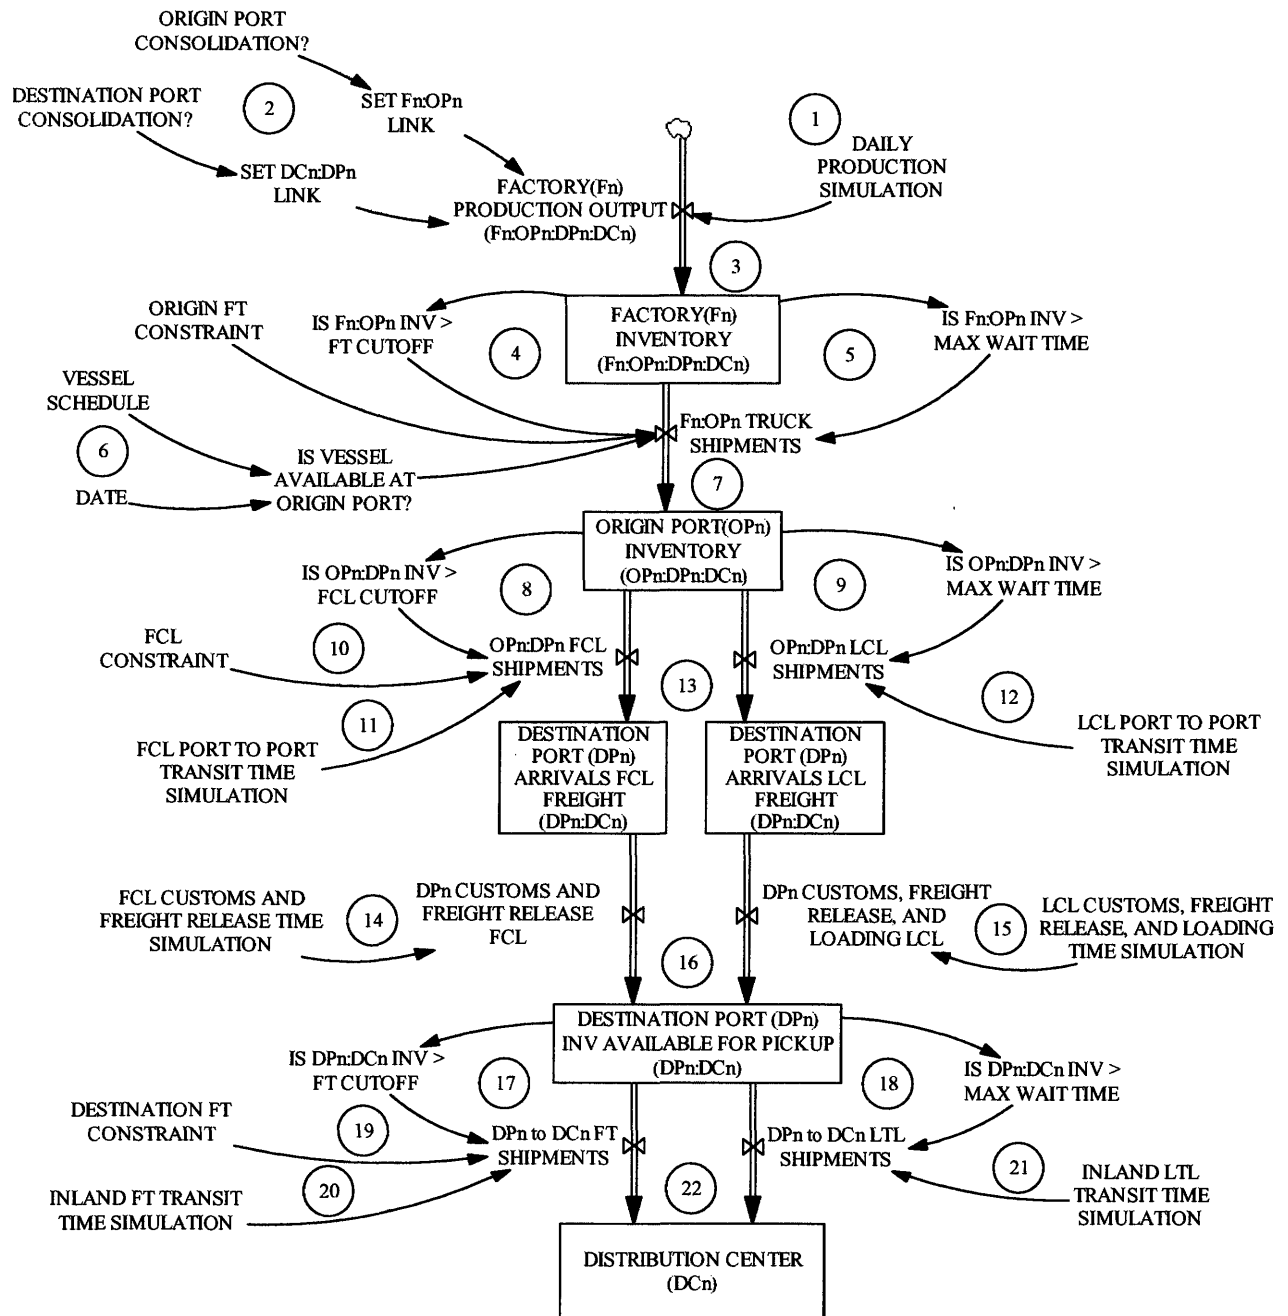 ORIGIN PORT
CONSOLIDATION?
DESTINATION PORT
CONSOLIDATION?
2
SET Fn:OPn
LINK
1
DAILY
PRODUCTION
SIMULATION
SET DCn:DPn
LINK
FACTORY(Fn)
PRODUCTION OUTPUT
(Fn:OPn:DPn:DCn)
3
ORIGIN FT
CONSTRAINT
IS Fn:OPn INV >
FT CUTOFF
4
FACTORY(Fn)
INVENTORY
(Fn:OPn:DPn:DCn)
5
IS Fn:OPn INV >
MAX WAIT TIME
VESSEL
SCHEDULE
6
DATE
IS VESSEL
AVAILABLE AT
ORIGIN PORT?
Fn:OPn TRUCK
SHIPMENTS
7
ORIGIN PORT(OPn)
INVENTORY
(OPn:DPn:DCn)
IS OPn:DPn INV >
FCL CUTOFF
8
9
IS OPn:DPn INV >
MAX WAIT TIME
FCL
CONSTRAINT
10
OPn:DPn FCL
SHIPMENTS
OPn:DPn LCL
SHIPMENTS
13
11
12
FCL PORT TO PORT
TRANSIT TIME
SIMULATION
LCL PORT TO PORT
TRANSIT TIME
SIMULATION
DESTINATION
PORT (DPn)
ARRIVALS FCL
FREIGHT
(DPn:DCn)
DESTINATION
PORT (DPn)
ARRIVALS LCL
FREIGHT
(DPn:DCn)
FCL CUSTOMS AND
FREIGHT RELEASE TIME
SIMULATION
14
DPn CUSTOMS AND
FREIGHT RELEASE
FCL
DPn CUSTOMS, FREIGHT
RELEASE, AND
LOADING LCL
15
LCL CUSTOMS, FREIGHT
RELEASE, AND LOADING
TIME SIMULATION
16
DESTINATION PORT (DPn)
INV AVAILABLE FOR PICKUP
(DPn:DCn)
IS DPn:DCn INV >
FT CUTOFF
17
18
IS DPn:DCn INV >
MAX WAIT TIME
DESTINATION FT
CONSTRAINT
19
DPn to DCn FT
SHIPMENTS
DPn to DCn LTL
SHIPMENTS
INLAND FT TRANSIT
TIME SIMULATION
20
22
21
INLAND LTL
TRANSIT TIME
SIMULATION
DISTRIBUTION CENTER
(DCn)